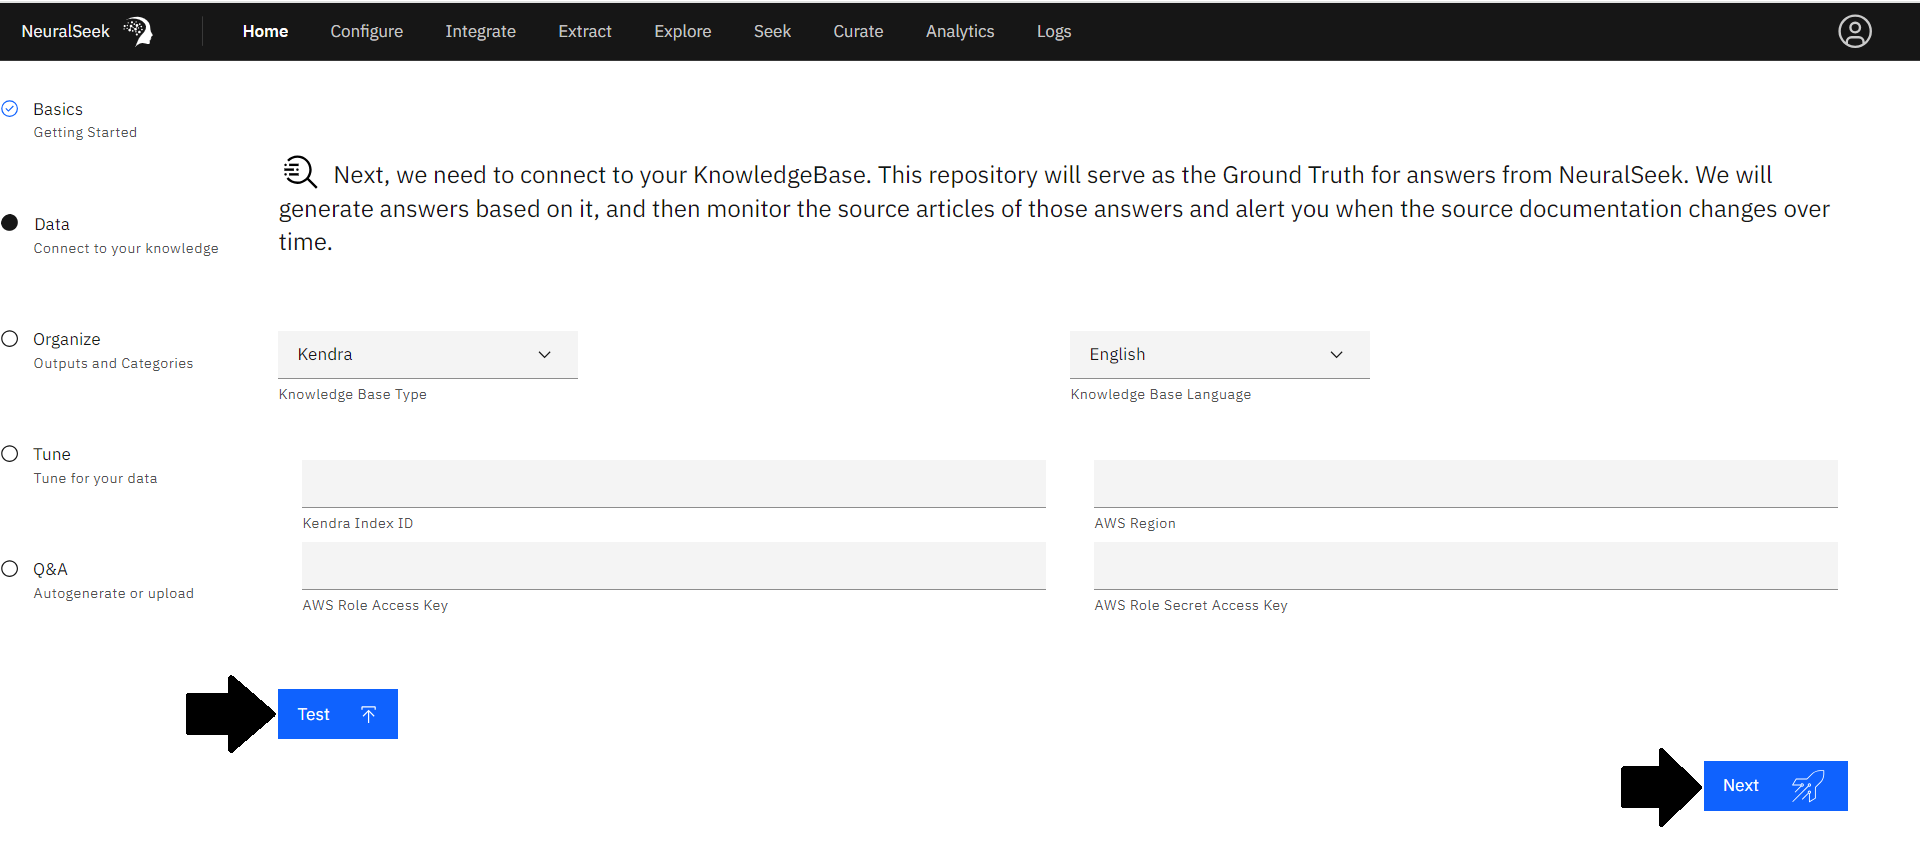 NeuralSeek
Home Configure Integrate Extract Explore Seek Curate Analytics Logs
Basics
Getting Started
Data
Connect to your knowledge
Organize
Outputs and Categories
Tune
Tune for your data
Q&A
Autogenerate or upload
Next, we need to connect to your KnowledgeBase. This repository will serve as the Ground Truth for answers from NeuralSeek. We will
generate answers based on it, and then monitor the source articles of those answers and alert you when the source documentation changes over
time.
Kendra
Knowledge Base Type
English
Knowledge Base Language
Kendra Index ID
AWS Region
AWS Role Access Key
AWS Role Secret Access Key
Test
Next